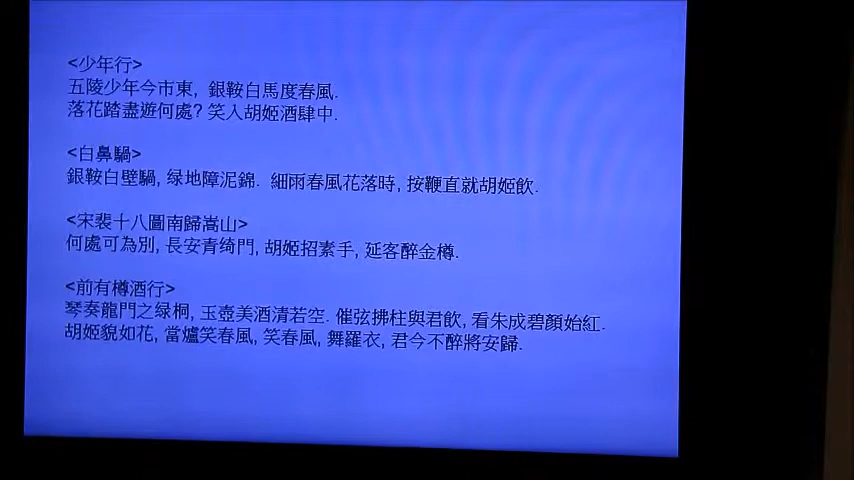 <少年行>
五陵少年今市東, 銀鞍白馬度春風.
落花踏盡遊何處? 笑入胡姬酒肆中.
<白鼻騧>
銀鞍白壁騧, 绿地障泥錦. 細雨春風花落時, 按鞭直就胡姬飲.
<宋裴十八圖南歸嵩山>
何處可為別, 長安青绮門, 胡姬招素手, 延客醉金樽.
<前有樽酒行>
琴奏龍門之绿桐, 玉壺美酒清若空. 催弦拂柱與君飲, 看朱成碧顏始紅.
胡姬貌如花, 當爐笑春風, 笑春風, 舞羅衣, 君今不醉將安歸.